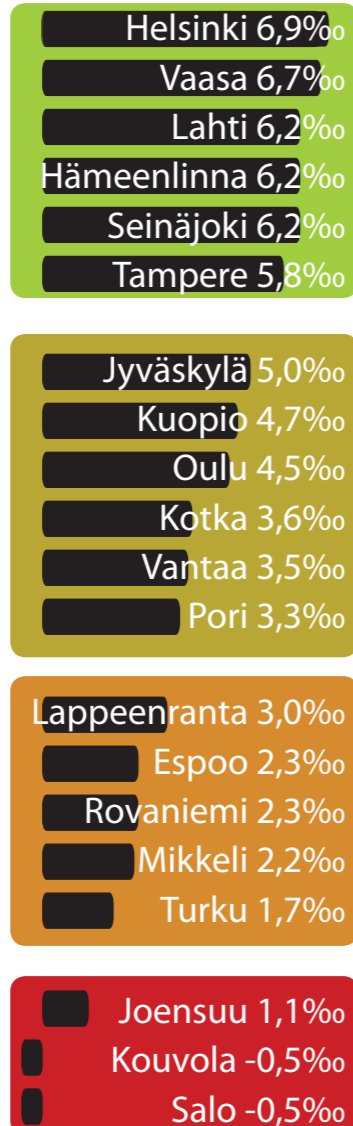 Helsinki 6,9‰
Vaasa 6,7‰
Lahti 6,2‰
Hämeenlinna 6,2‰
Seinäjoki 6,2‰
Tampere 5,8‰
Jyväskylä 5,0‰
Kuopio 4,7‰
Oulu 4,5‰
Kotka 3,6‰
Vantaa 3,5‰
Pori 3,3‰
Lappeenranta 3,0‰
Espoo 2,3‰
Rovaniemi 2,3‰
Mikkeli 2,2‰
Turku 1,7‰
Joensuu 1,1‰
Kouvola -0,5‰
Salo -0,5‰